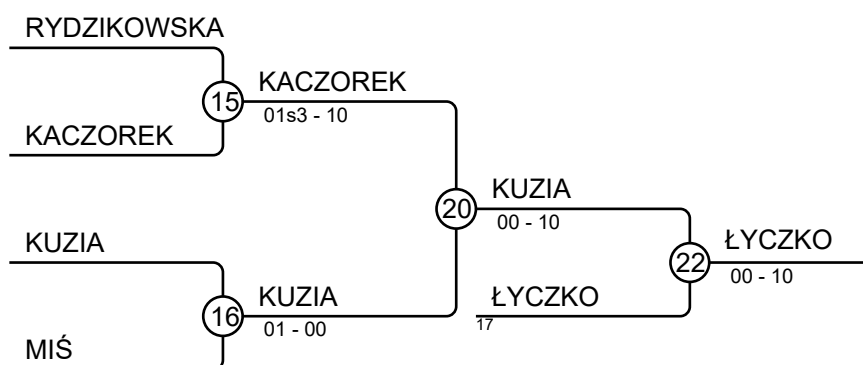 RYDZIKOWSKA
15
KACZOREK
01s3 - 10
KACZOREK
20
KUZIA
00 - 10
KUZIA
22
ŁYCZKO
00 - 10
16
KUZIA
01 - 00
ŁYCZKO
17
MIŚ